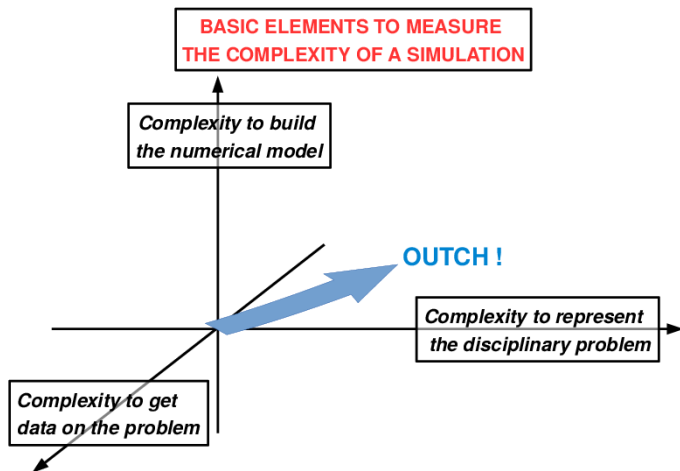 BASIC ELEMENTS TO MEASURE
THE COMPLEXITY OF A SIMULATION
Complexity to build
the numerical model
OUTCH !
Complexity to represent
the disciplinary problem
Complexity to get
data on the problem